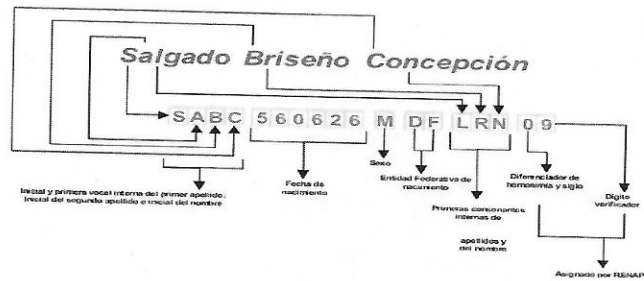 Salgado Briseño Concepción
S A B C 5 6 0 6 2 6 M D F L R N 0 9
Sexo
Inicial y primera vocal interna del primer apellido,
Inicial del segundo apellido e inicial del nombre
Fecha de
nacimiento
Entidad Federativa de
nacimiento
Primeras consonantes
internas de
apellidos y
del nombre
Diferenciador de
homonimia y siglo
Dígito
verificador
Asignado por RENAP